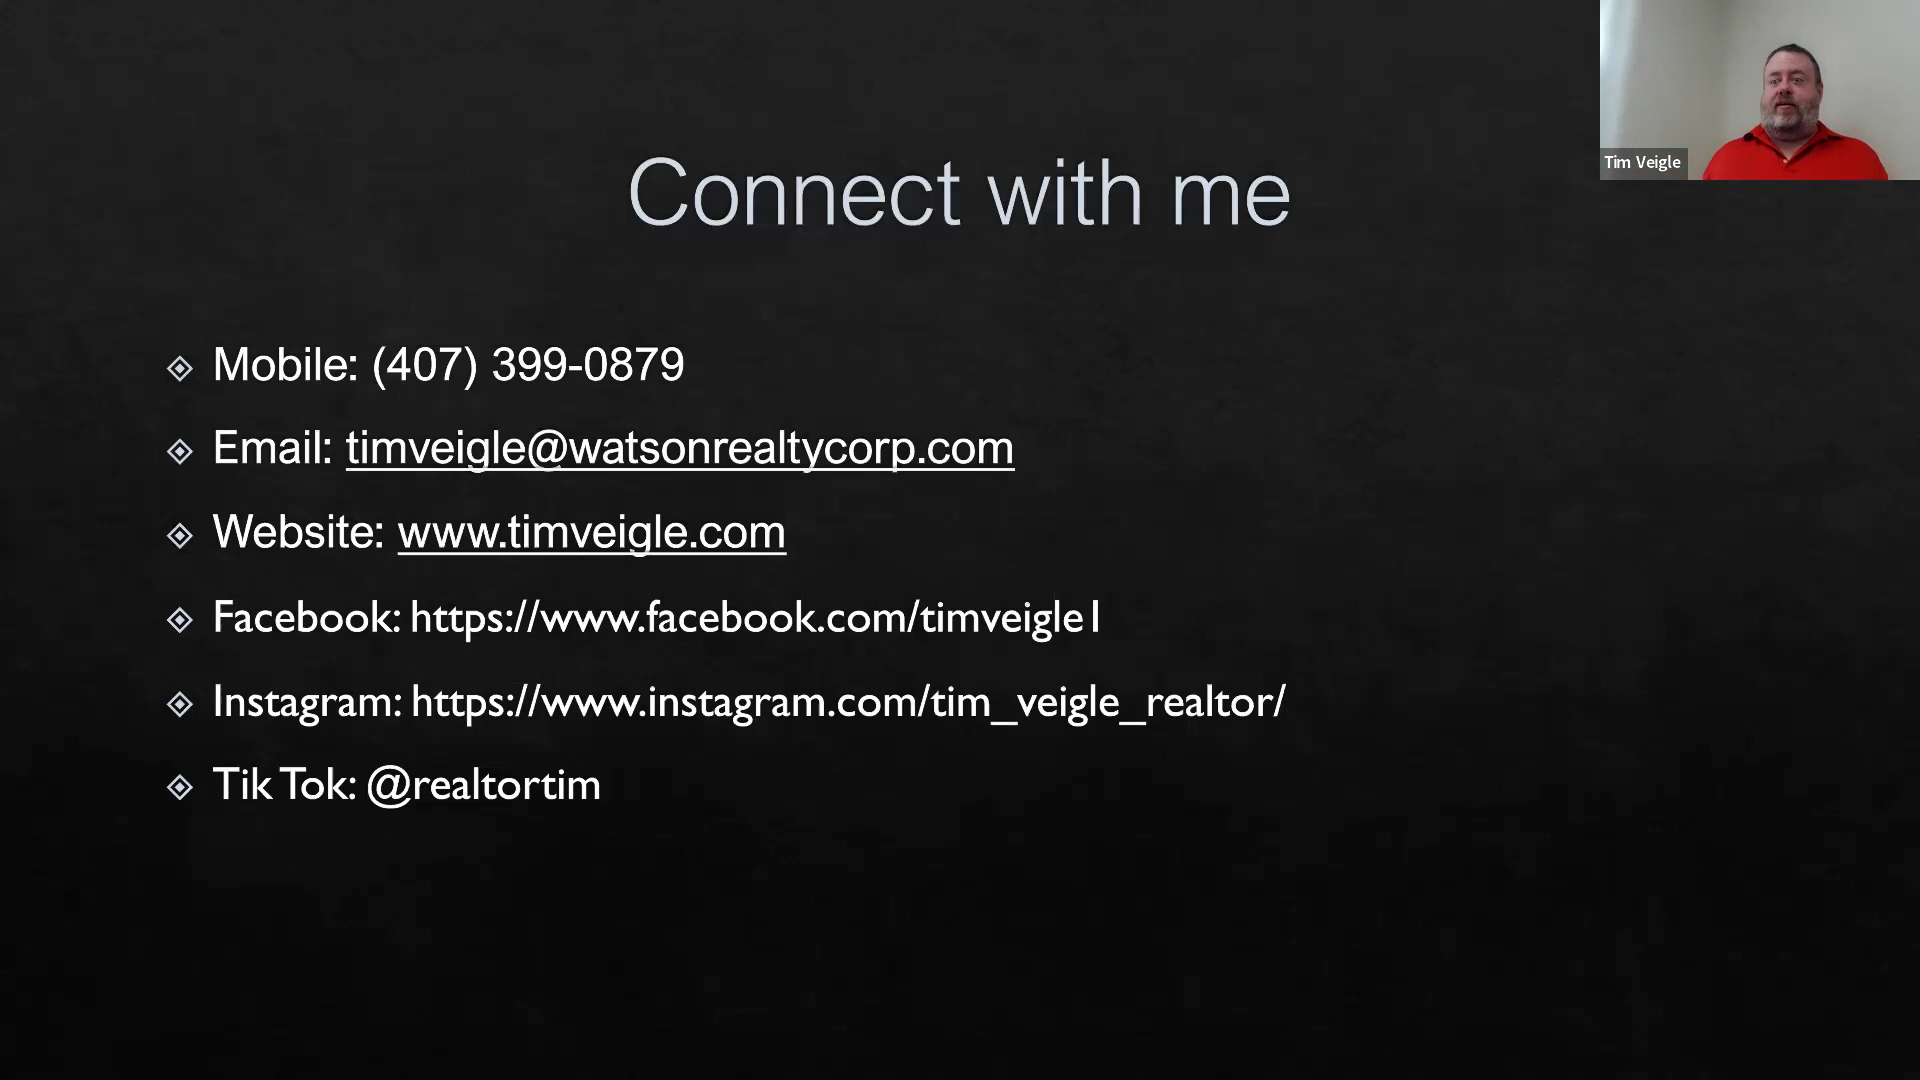 Connect with me
Tim Veigle
Mobile: (407) 399-0879
Email: timveigle@watsonrealtycorp.com
Website: www.timveigle.com
Facebook: https://www.facebook.com/timveigle1
Instagram: https://www.instagram.com/tim_veigle_realtor/
Tik Tok: @realtortim